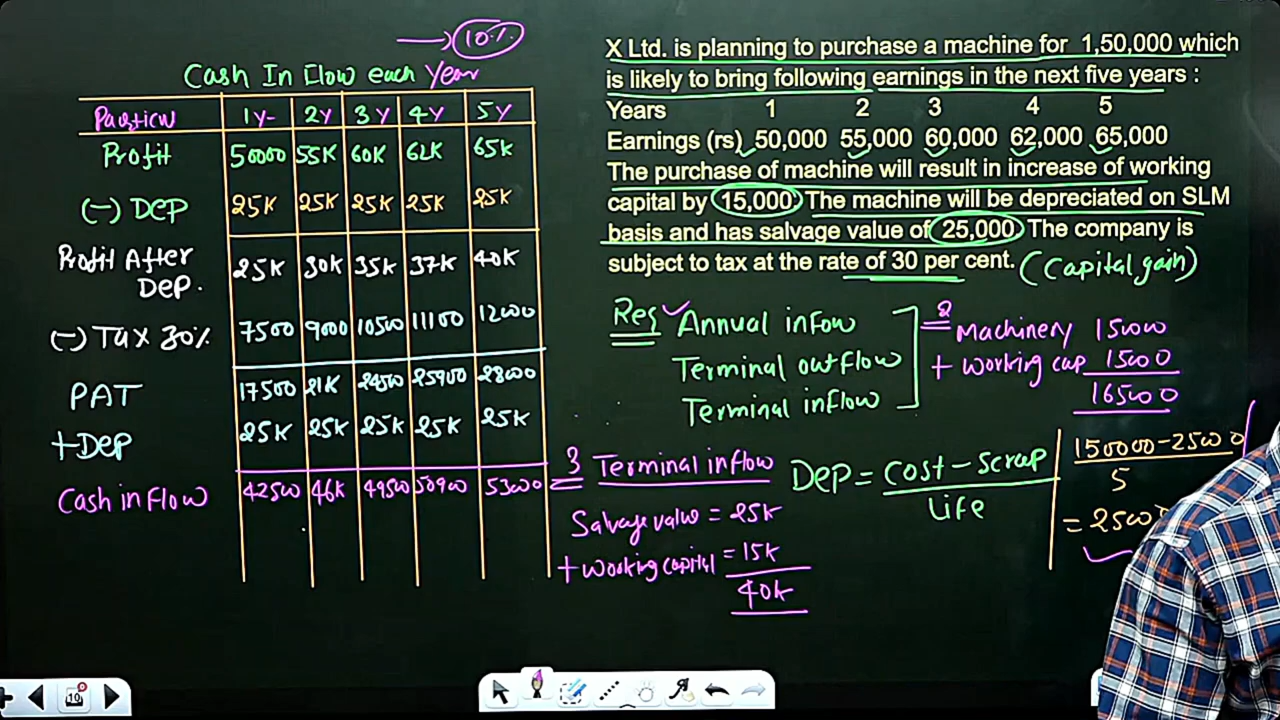 10%
Cash In Flow each Year
Particu 1Y- 2Y 3Y 4Y 5Y
Profit 50000 55K 60K 62K 65K
(-) Dep 25K 25K 25K 25K 25K
Profit After Dep. 25K 30K 35K 37K 40K
(-) Tax 30% 7500 9000 10500 11100 12000
PAT 17500 21K 24500 25900 28000
+Dep 25K 25K 25K 25K 25K
Cash in Flow 42500 46K 49500 50900 53000
X Ltd. is planning to purchase a machine for 1,50,000 which
is likely to bring following earnings in the next five years :
Years 1 2 3 4 5
Earnings (rs) 50,000 55,000 60,000 62,000 65,000
The purchase of machine will result in increase of working
capital by 15,000. The machine will be depreciated on SLM
basis and has salvage value of 25,000 The company is
subject to tax at the rate of 30 per cent. (Capital gain)
Req Annual infow
Terminal outflow
Terminal inflow
2 Machinery 150000
+ working cap 15000
165000
3 Terminal inflow
Salvage value = 25K
+ working capital = 15K
40K
Dep = Cost - Scrap
Life
150000-25000
5
= 2500
10